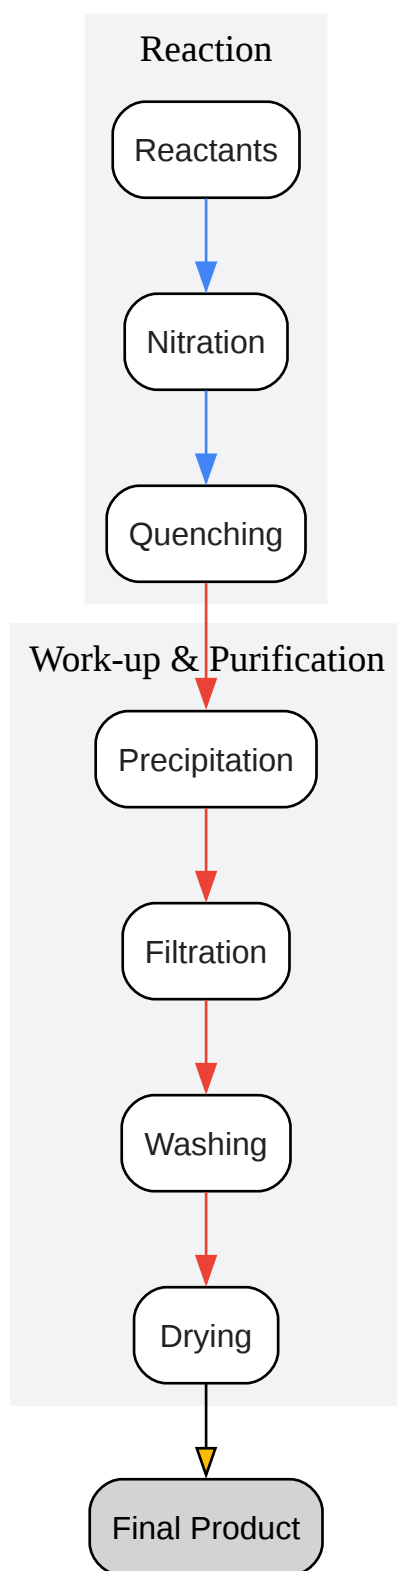 Reaction
Reactants
Nitration
Quenching
Work-up & Purification
Precipitation
Filtration
Washing
Drying
Final Product